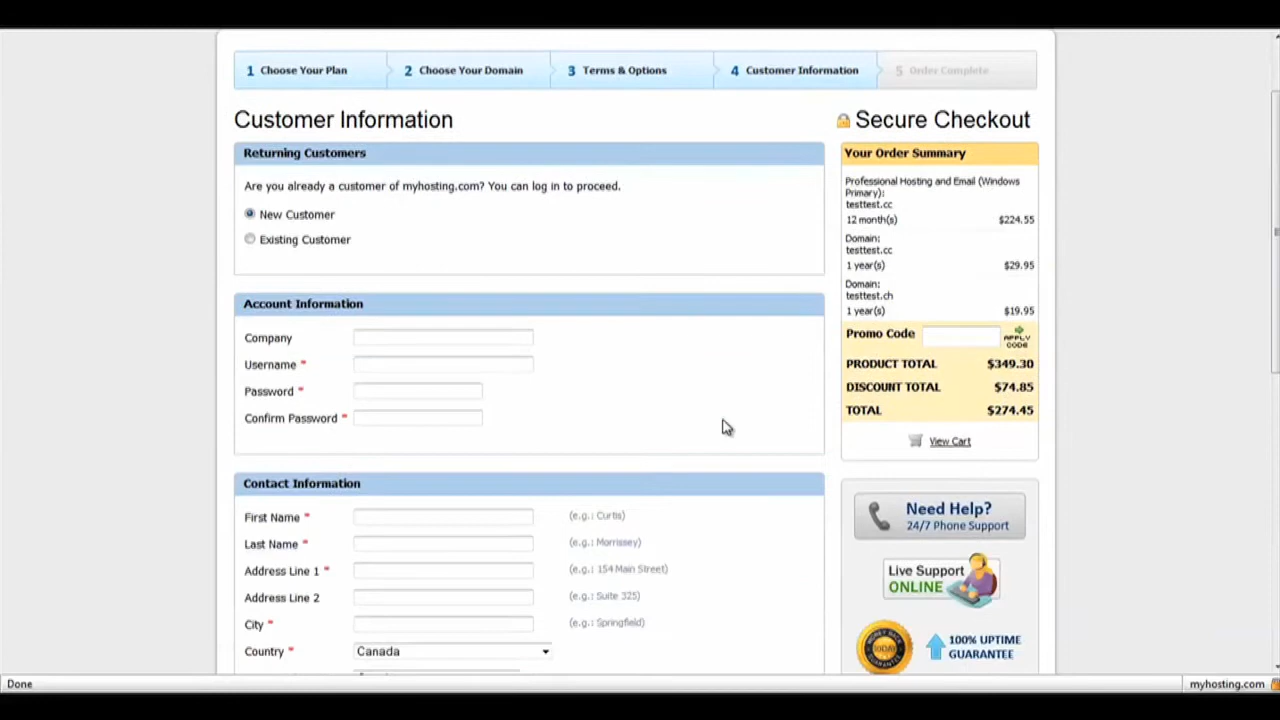 1 Choose Your Plan
2 Choose Your Domain
3 Terms & Options
4 Customer Information
5 Order Complete
Customer Information
Returning Customers
Are you already a customer of myhosting.com? You can log in to proceed.
New Customer
Existing Customer
Account Information
Company
Username *
Password *
Confirm Password *
Contact Information
First Name * (e.g.: Curtis)
Last Name * (e.g.: Morrissey)
Address Line 1 * (e.g.: 154 Main Street)
Address Line 2 (e.g.: Suite 325)
City * (e.g.: Springfield)
Country * Canada
Secure Checkout
Your Order Summary
Professional Hosting and Email (Windows
Primary):
testtest.cc
12 month(s) $224.55
Domain:
testtest.cc
1 year(s) $29.95
Domain:
testtest.ch
1 year(s) $19.95
Promo Code APPLY
CODE
PRODUCT TOTAL $349.30
DISCOUNT TOTAL $74.85
TOTAL $274.45
View Cart
Need Help?
24/7 Phone Support
Live Support
ONLINE
MONEY BACK
GUARANTEE
100% UPTIME
GUARANTEE
Done
myhosting.com